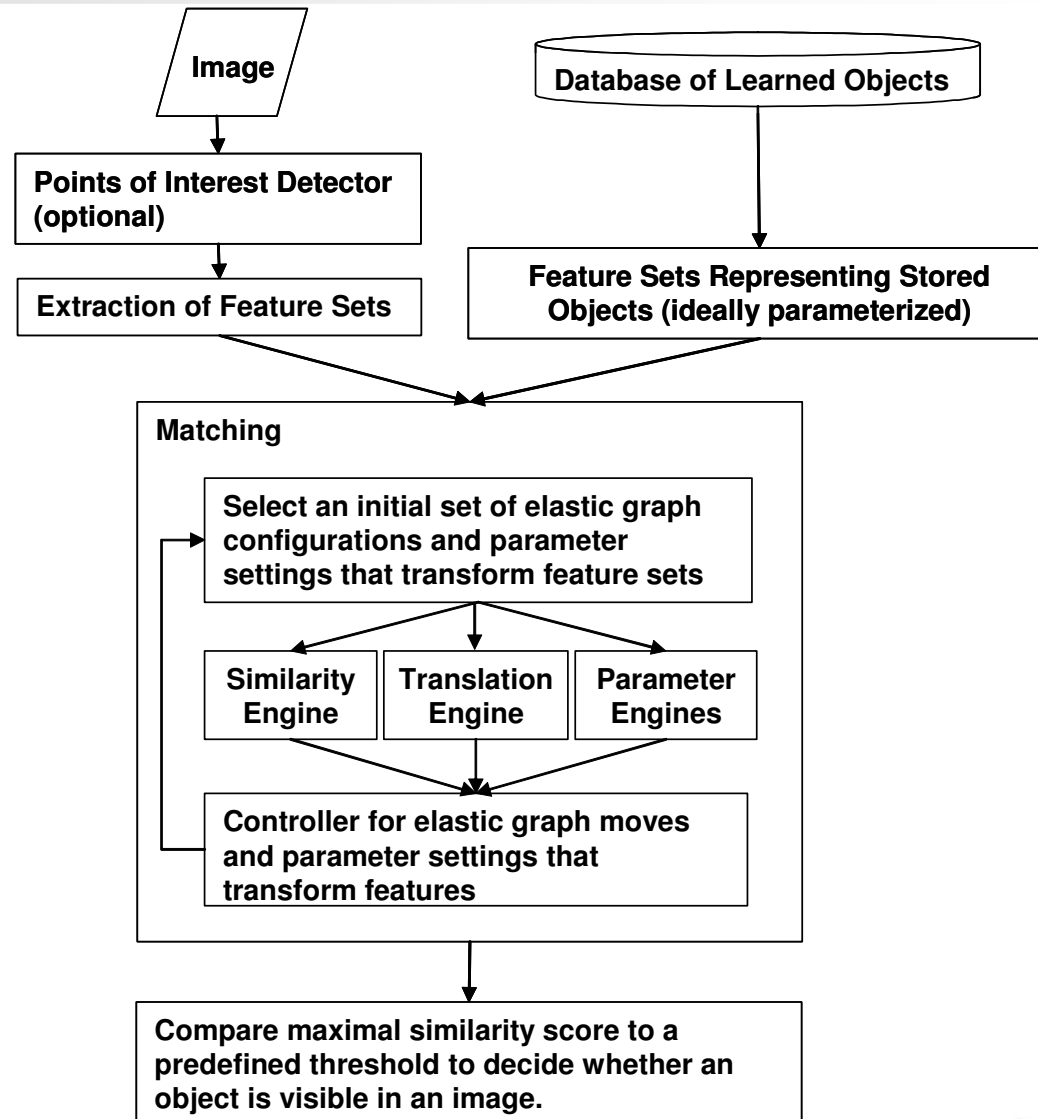 Image
Database of Learned Objects
Points of Interest Detector
(optional)
Extraction of Feature Sets
Feature Sets Representing Stored
Objects (ideally parameterized)
Matching
Select an initial set of elastic graph
configurations and parameter
settings that transform feature sets
Similarity
Engine
Translation
Engine
Parameter
Engines
Controller for elastic graph moves
and parameter settings that
transform features
Compare maximal similarity score to a
predefined threshold to decide whether an
object is visible in an image.